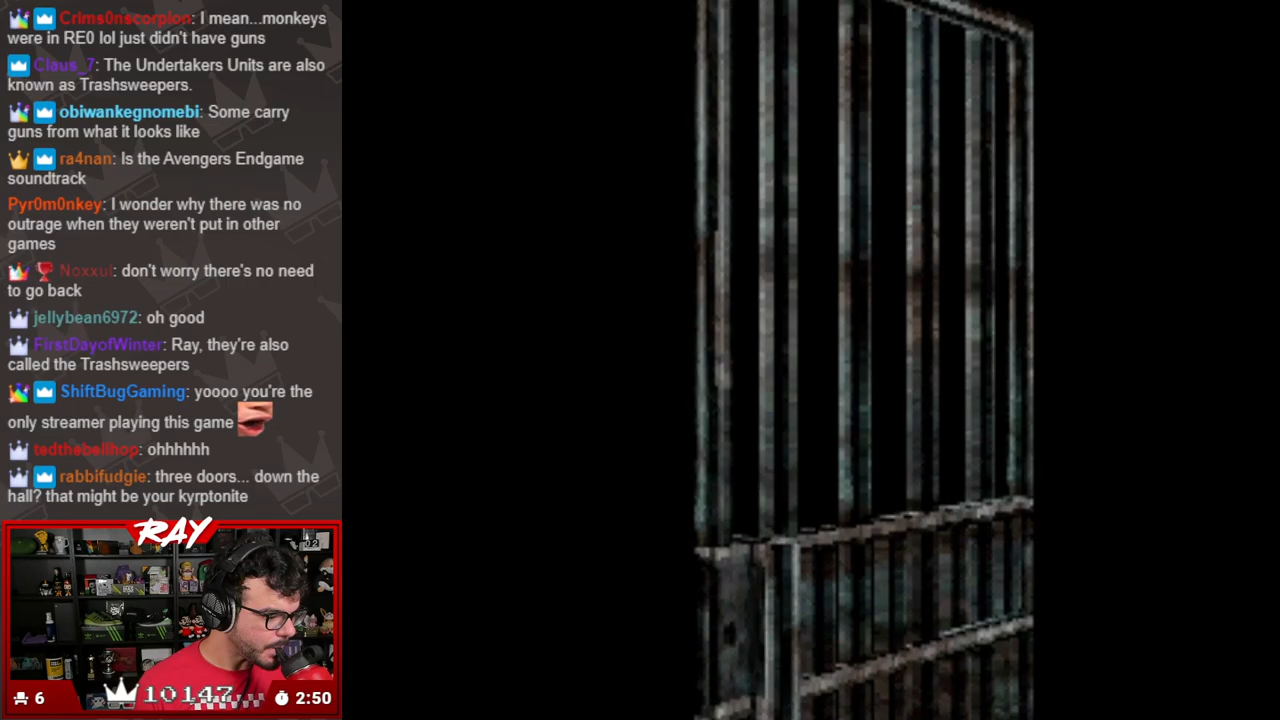 Crims0nscorpion: I mean...monkeys
were in RE0 lol just didn't have guns
Claus_7: The Undertakers Units are also
known as Trashsweepers.
obiwankegnomebi: Some carry
guns from what it looks like
ra4nan: Is the Avengers Endgame
soundtrack
Pyr0m0nkey: I wonder why there was no
outrage when they weren't put in other
games
Noxxul: don't worry there's no need
to go back
jellybean6972: oh good
FirstDayofWinter: Ray, they're also
called the Trashsweepers
ShiftBugGaming: yoooo you're the
only streamer playing this game
tedthebellhop: ohhhhhh
rabbifudgie: three doors... down the
hall? that might be your kyrptonite
RAY
6
10147
2:50